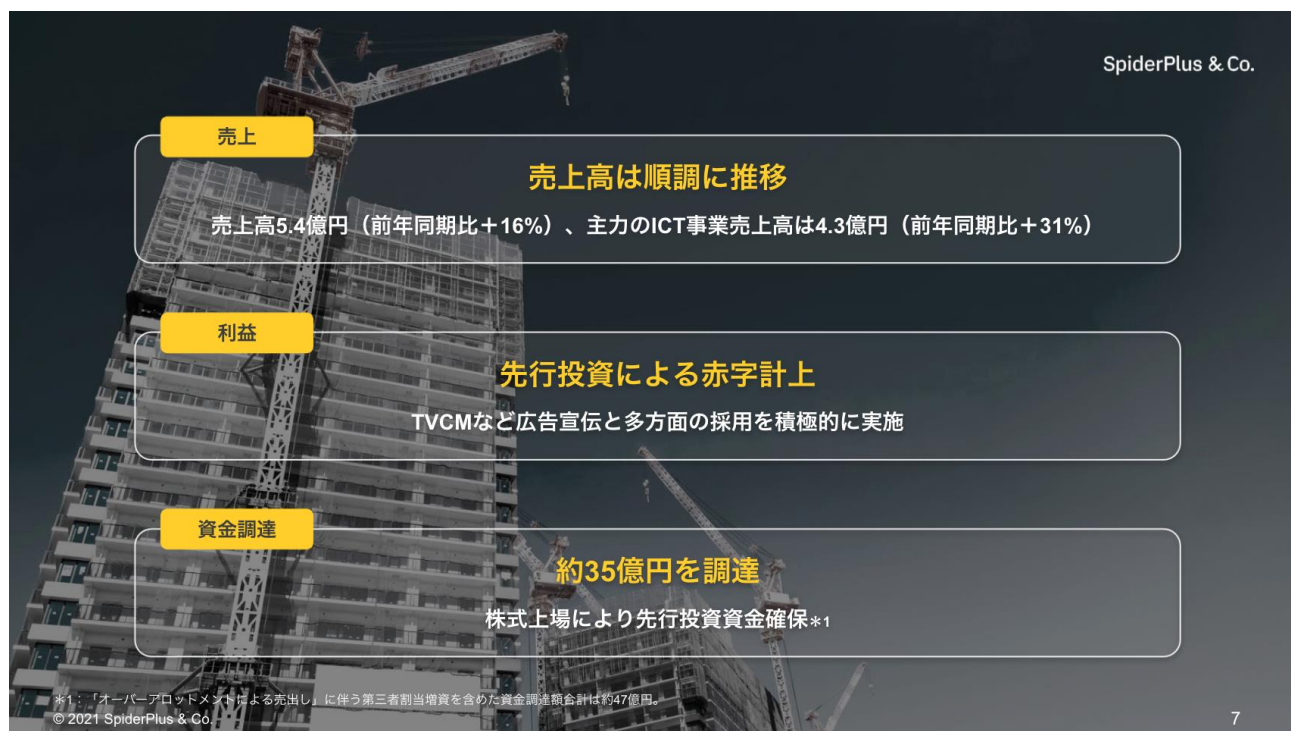 SpiderPlus & Co.
売上
売上高は順調に推移
売上高5.4億円（前年同期比＋16%）、主力のICT事業売上高は4.3億円（前年同期比＋31%）
利益
先行投資による赤字計上
TVCMなど広告宣伝と多方面の採用を積極的に実施
資金調達
約35億円を調達
株式上場により先行投資資金確保＊1
＊1：「オーバーアロットメントによる売出し」に伴う第三者割当増資を含めた資金調達額合計は約47億円。
© 2021 SpiderPlus & Co.
7